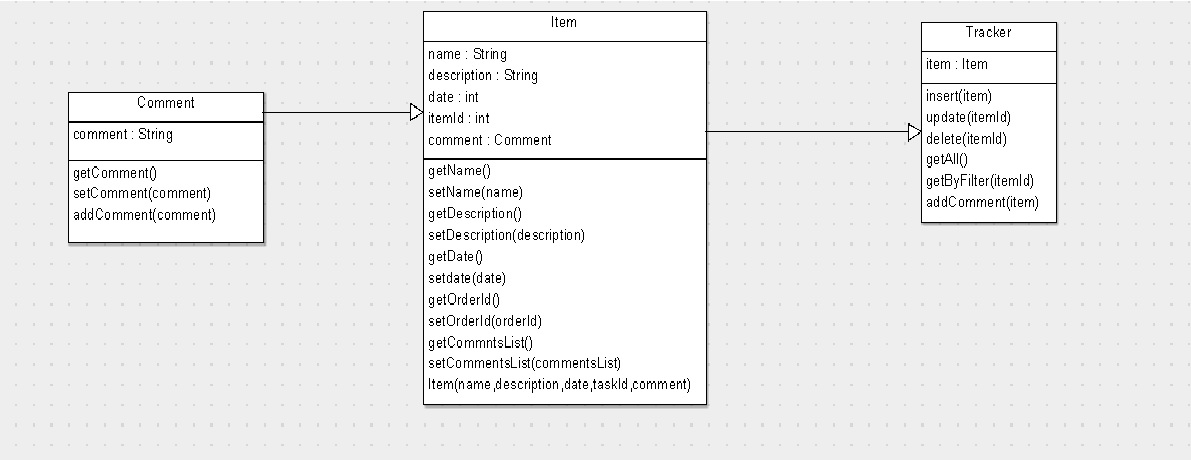 Comment
comment : String
getComment()
setComment(comment)
addComment(comment)
Item
name : String
description : String
date : int
itemId : int
comment : Comment
getName()
setName(name)
getDescription()
setDescription(description)
getDate()
setdate(date)
getOrderId()
setOrderId(orderId)
getCommntsList()
setCommentsList(commentsList)
Item(name,description,date,taskId,comment)
Tracker
item : Item
insert(item)
update(itemId)
delete(itemId)
getAll()
getByFilter(itemId)
addComment(item)